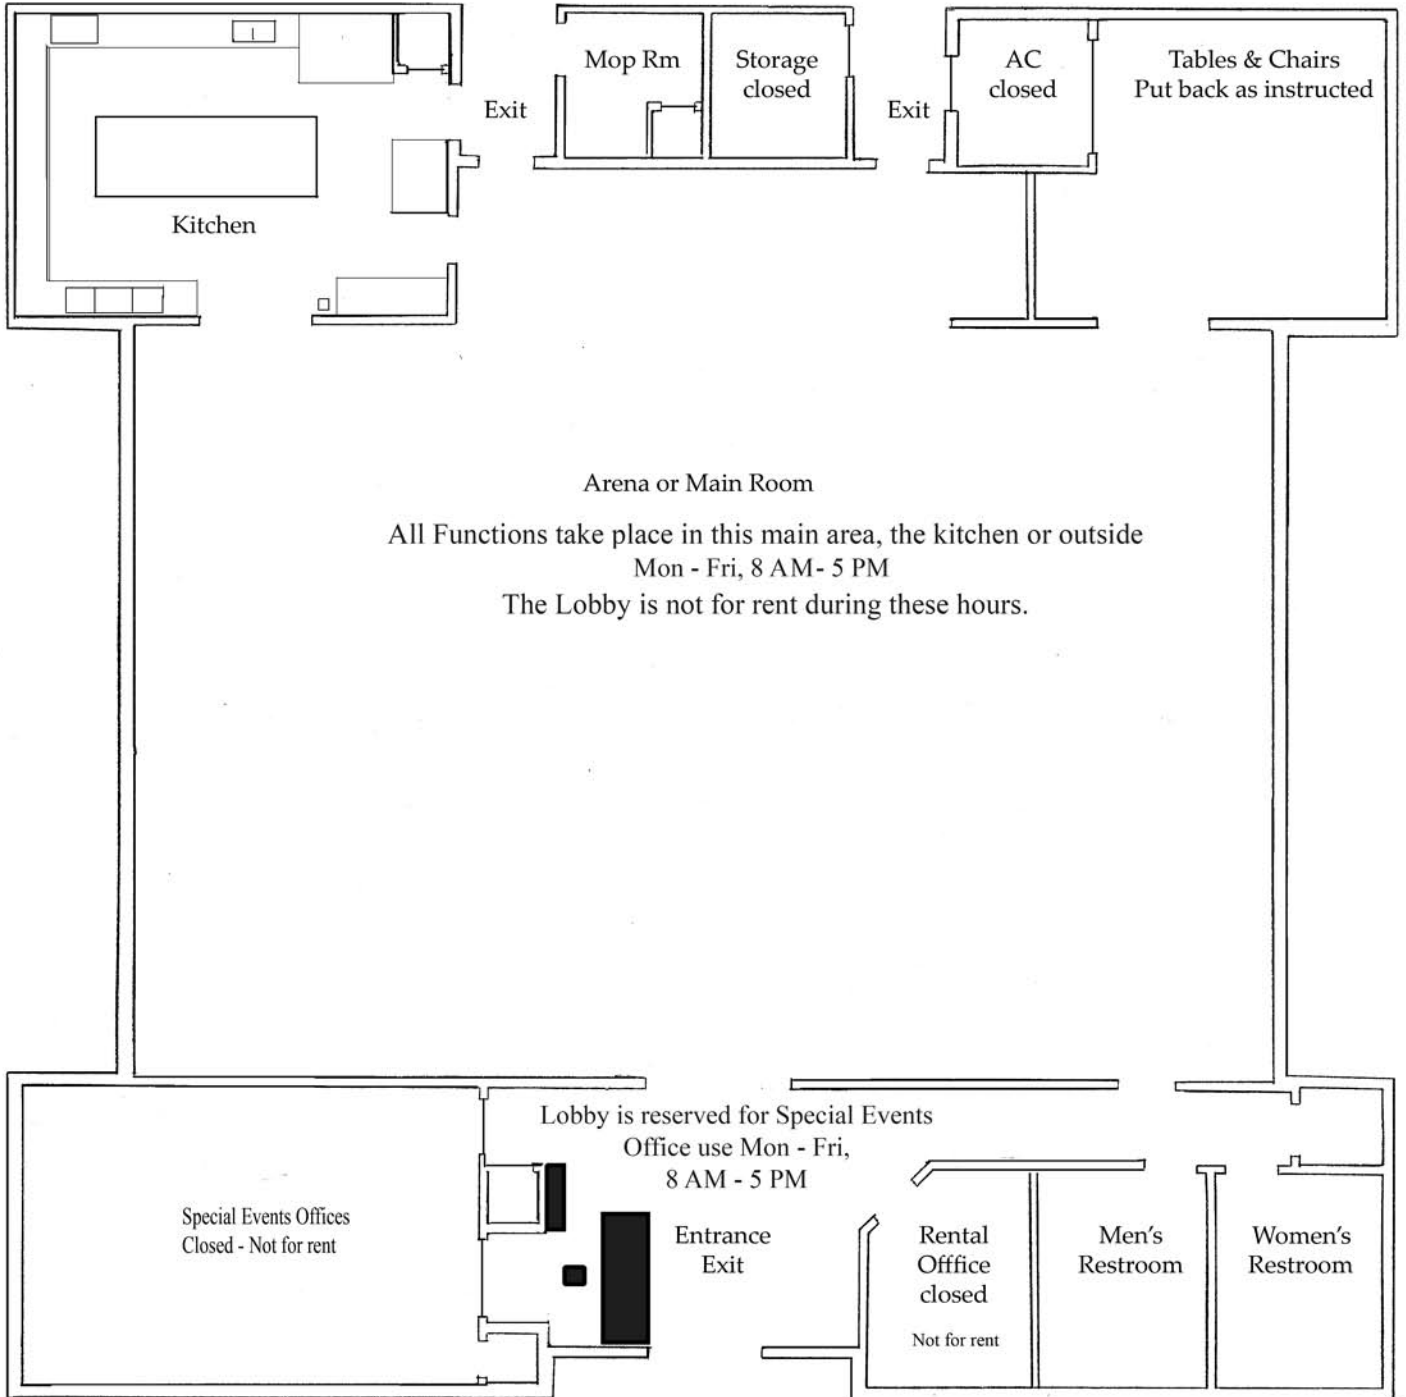 Mop Rm
Storage
closed
AC
closed
Tables & Chairs
Put back as instructed
Exit
Exit
Kitchen
Arena or Main Room
All Functions take place in this main area, the kitchen or outside
Mon - Fri, 8 AM- 5 PM
The Lobby is not for rent during these hours.
Lobby is reserved for Special Events
Office use Mon - Fri,
8 AM - 5 PM
Special Events Offices
Closed - Not for rent
Entrance
Exit
Rental
Offfice
closed
Not for rent
Men's
Restroom
Women's
Restroom